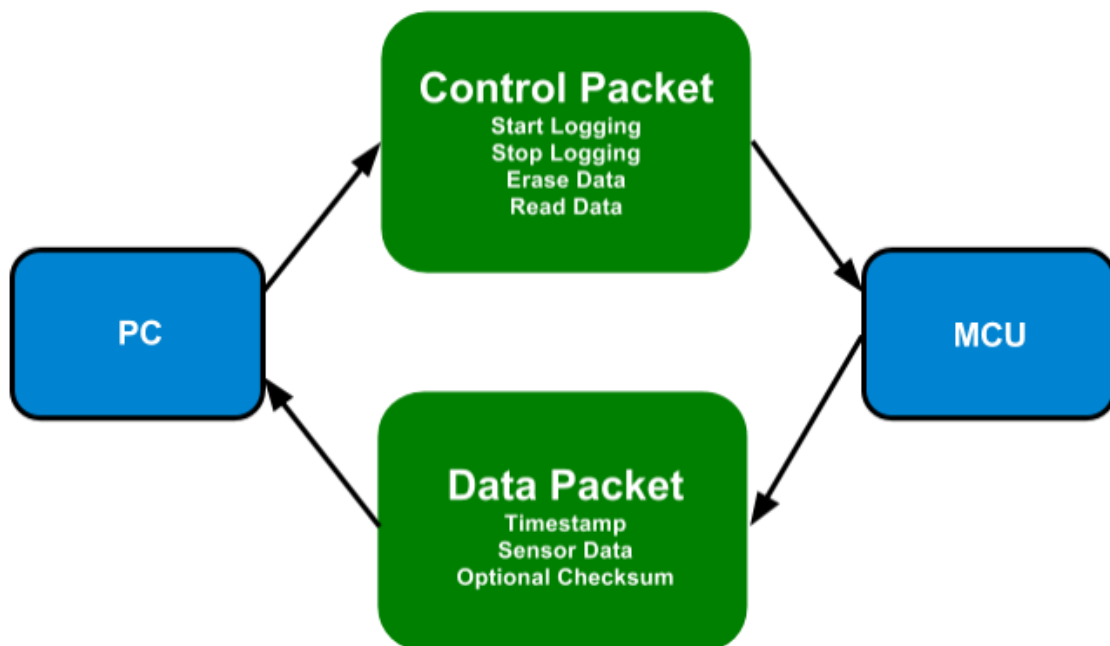 Control Packet
Start Logging
Stop Logging
Erase Data
Read Data
PC
MCU
Data Packet
Timestamp
Sensor Data
Optional Checksum